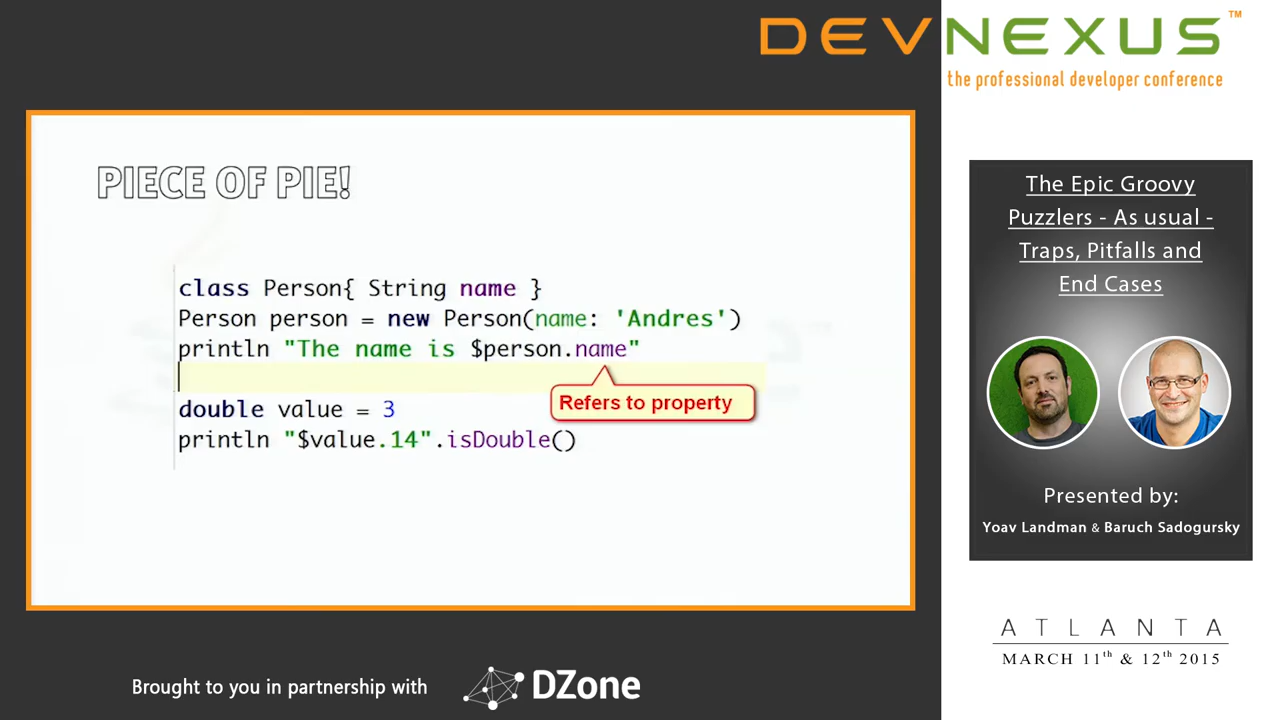 DEVNEXUS™
the professional developer conference
PIECE OF PIE!
class Person{ String name }
Person person = new Person(name: 'Andres')
println "The name is $person.name"
Refers to property
double value = 3
println "$value.14".isDouble()
The Epic Groovy
Puzzlers - As usual -
Traps, Pitfalls and
End Cases
Presented by:
Yoav Landman & Baruch Sadogursky
ATLANTA
MARCH 11th & 12th 2015
Brought to you in partnership with
DZone